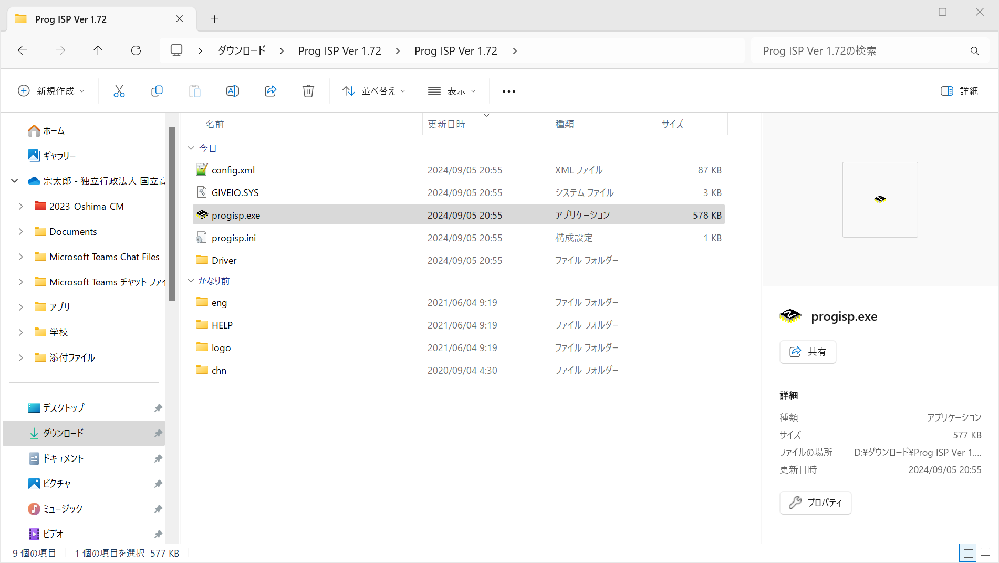 Prog ISP Ver 1.72
ダウンロード Prog ISP Ver 1.72 Prog ISP Ver 1.72
Prog ISP Ver 1.72の検索
新規作成 並べ替え 表示 詳細
ホーム
ギャラリー
宗太郎 - 独立行政法人 国立高
2023_Oshima_CM
Documents
Microsoft Teams Chat Files
Microsoft Teams チャット ファイ
アプリ
学校
添付ファイル
デスクトップ
ダウンロード
ドキュメント
ピクチャ
ミュージック
ビデオ
名前 更新日時 種類 サイズ
今日
config.xml 2024/09/05 20:55 XML ファイル 87 KB
GIVEIO.SYS 2024/09/05 20:55 システム ファイル 3 KB
progisp.exe 2024/09/05 20:55 アプリケーション 578 KB
progisp.ini 2024/09/05 20:55 構成設定 1 KB
Driver 2024/09/05 20:55 ファイル フォルダー
かなり前
eng 2021/06/04 9:19 ファイル フォルダー
HELP 2021/06/04 9:19 ファイル フォルダー
logo 2021/06/04 9:19 ファイル フォルダー
chn 2020/09/04 4:30 ファイル フォルダー
progisp.exe
共有
詳細
種類 アプリケーション
サイズ 577 KB
ファイルの場所 D:¥ダウンロード¥Prog ISP Ver 1....
更新日時 2024/09/05 20:55
プロパティ
9 個の項目 1 個の項目を選択 577 KB